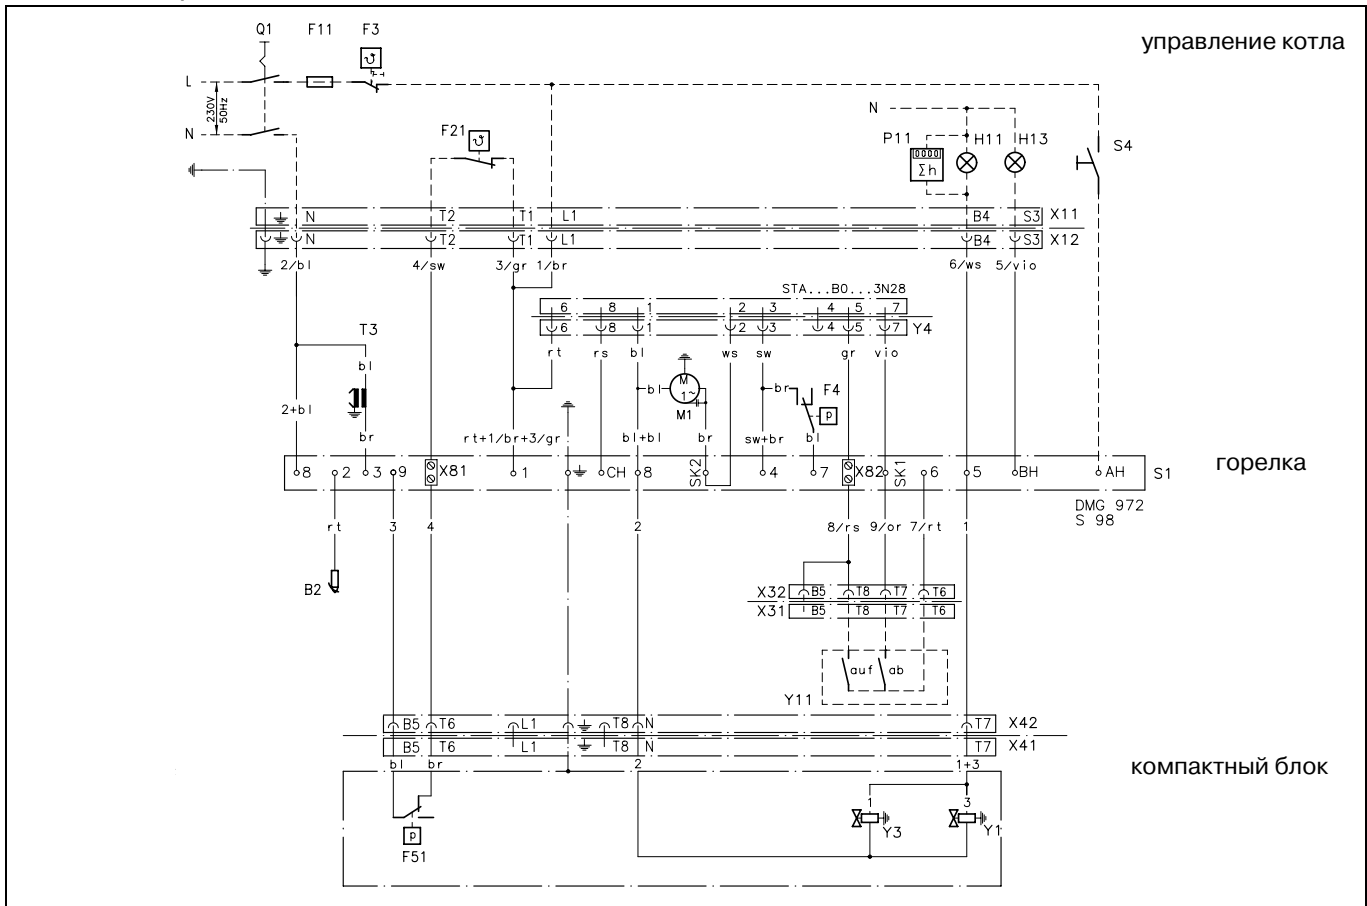 Q1 F11 F3
управление котла
L
230V
50Hz
N
F21
N
P11 H11 H13
S4
0000
Σh
N T2 T1 L1 B4 S3 X11
N T2 T1 L1 B4 S3 X12
2/bl 4/sw 3/gr 1/br 6/ws 5/vio
STA...B0...3N28
6 8 1 2 3 4 5 7
6 8 1 2 3 4 5 7 Y4
T3
rt rs bl ws sw gr vio
bl
bl M 1~ br F4
M1 p
2+bl
br rt+1/br+3/gr bl+bl br sw+br bl
8 2 3 9 X81 1 CH 8 SK2 4 7 X82 SK1 6 5 BH AH S1
горелка
DMG 972
S 98
rt 3 4 2 8/rs 9/or 7/rt 1
B2
X32 B5 T8 T7 T6
X31 B5 T8 T7 T6
auf ab
Y11
B5 T6 L1 T8 N T7 X42
B5 T6 L1 T8 N T7 X41
bl br 2 1+3
компактный блок
1 3
Y3 Y1
p
F51